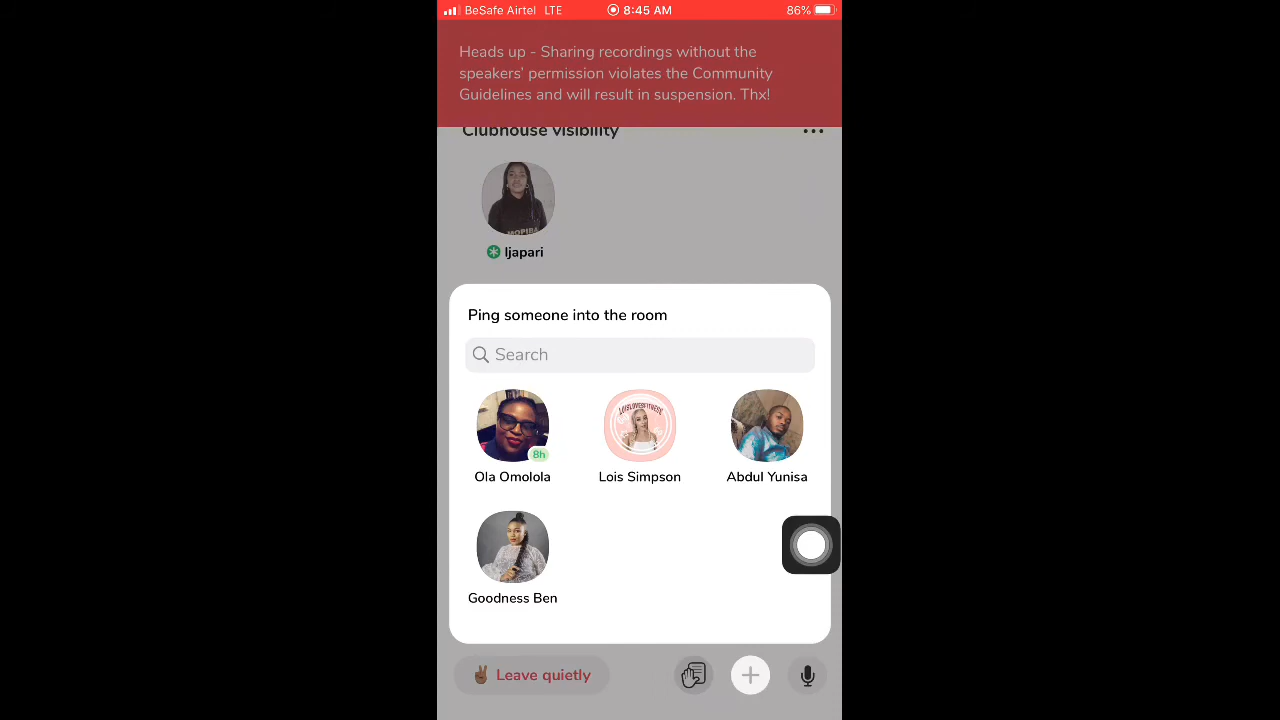 BeSafe Airtel LTE 8:45 AM 86%
Heads up - Sharing recordings without the
speakers' permission violates the Community
Guidelines and will result in suspension. Thx!
Clubhouse visibility
MOPIBA
Ijapari
Ping someone into the room
Search
LOISLOVESFITNESS
8h
Ola Omolola
Lois Simpson
Abdul Yunisa
Goodness Ben
Leave quietly